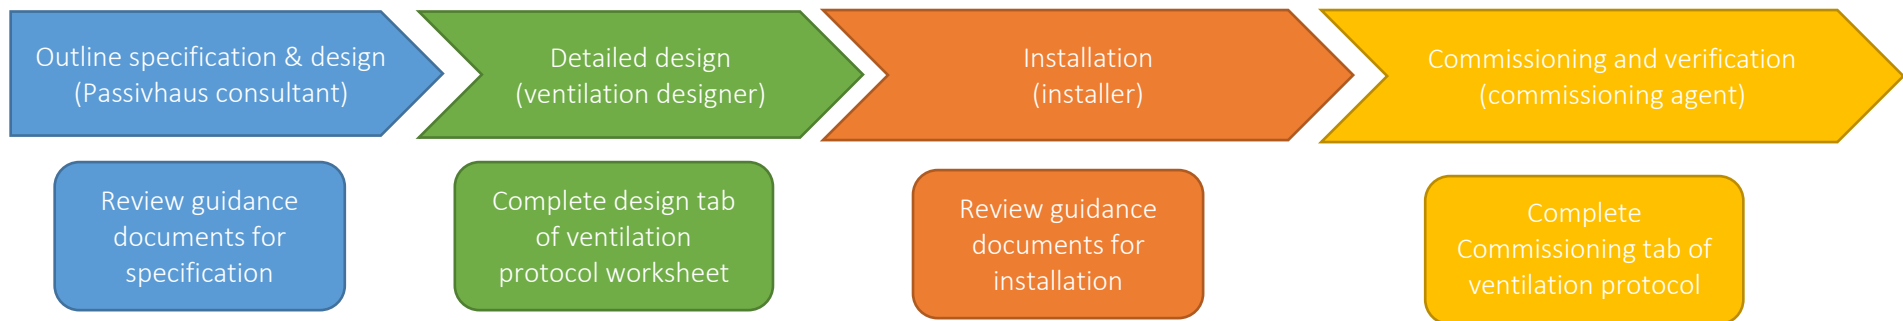 Outline specification & design
(Passivhaus consultant)
Detailed design
(ventilation designer)
Installation
(installer)
Commissioning and verification
(commissioning agent)
Review guidance
documents for
specification
Complete design tab
of ventilation
protocol worksheet
Review guidance
documents for
installation
Complete
Commissioning tab of
ventilation protocol